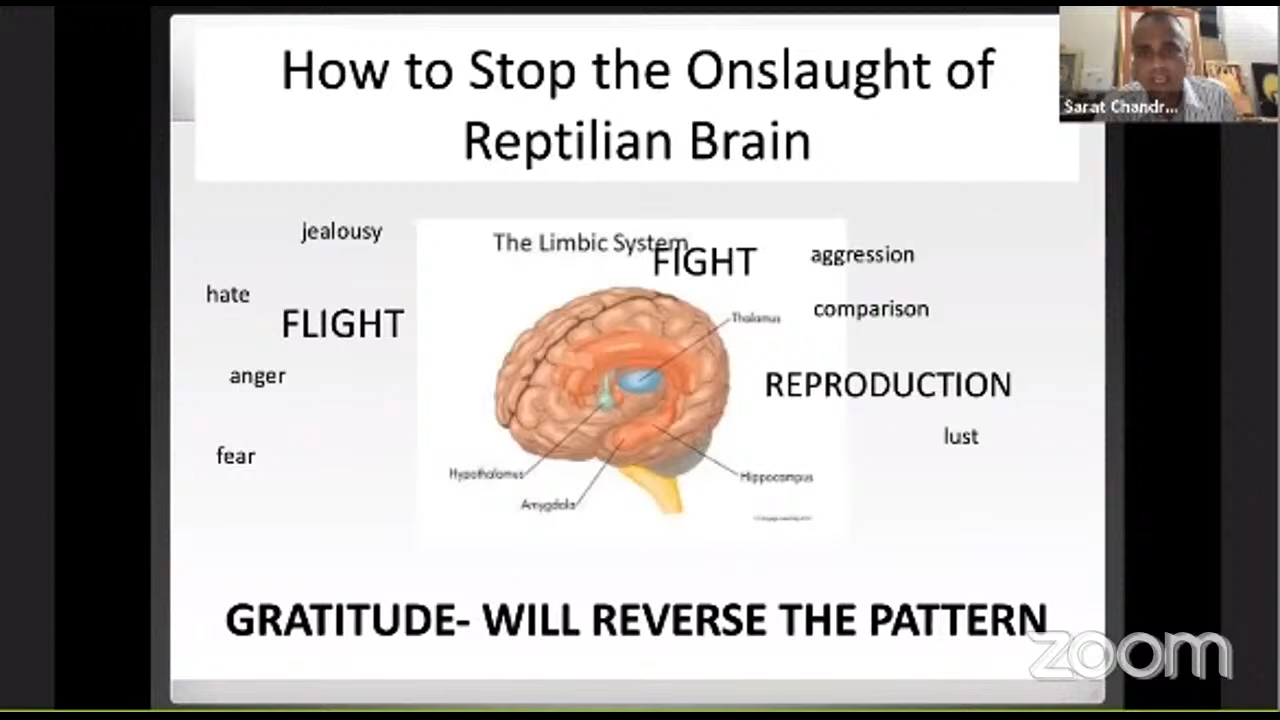 How to Stop the Onslaught of
Reptilian Brain
Sarat Chandr...
jealousy
The Limbic System
FIGHT
aggression
hate
FLIGHT
Thalamus
comparison
anger
REPRODUCTION
lust
fear
Hypothalamus
Hippocampus
Amygdala
GRATITUDE- WILL REVERSE THE PATTERN
zoom